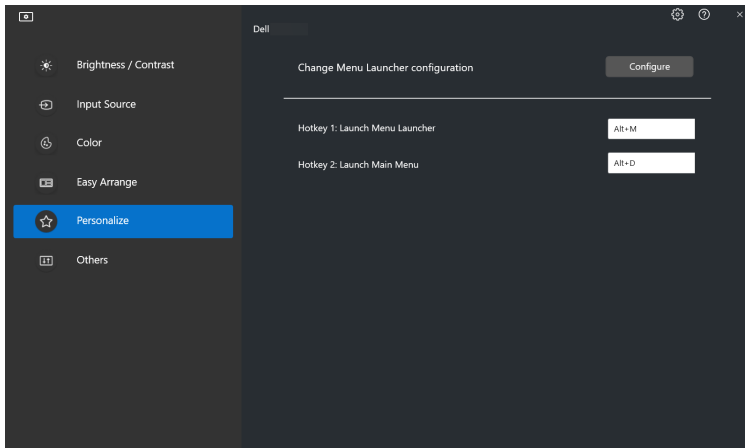 Dell
Brightness / Contrast
Input Source
Color
Easy Arrange
Personalize
Others
Change Menu Launcher configuration
Configure
Hotkey 1: Launch Menu Launcher
Alt+M
Hotkey 2: Launch Main Menu
Alt+D